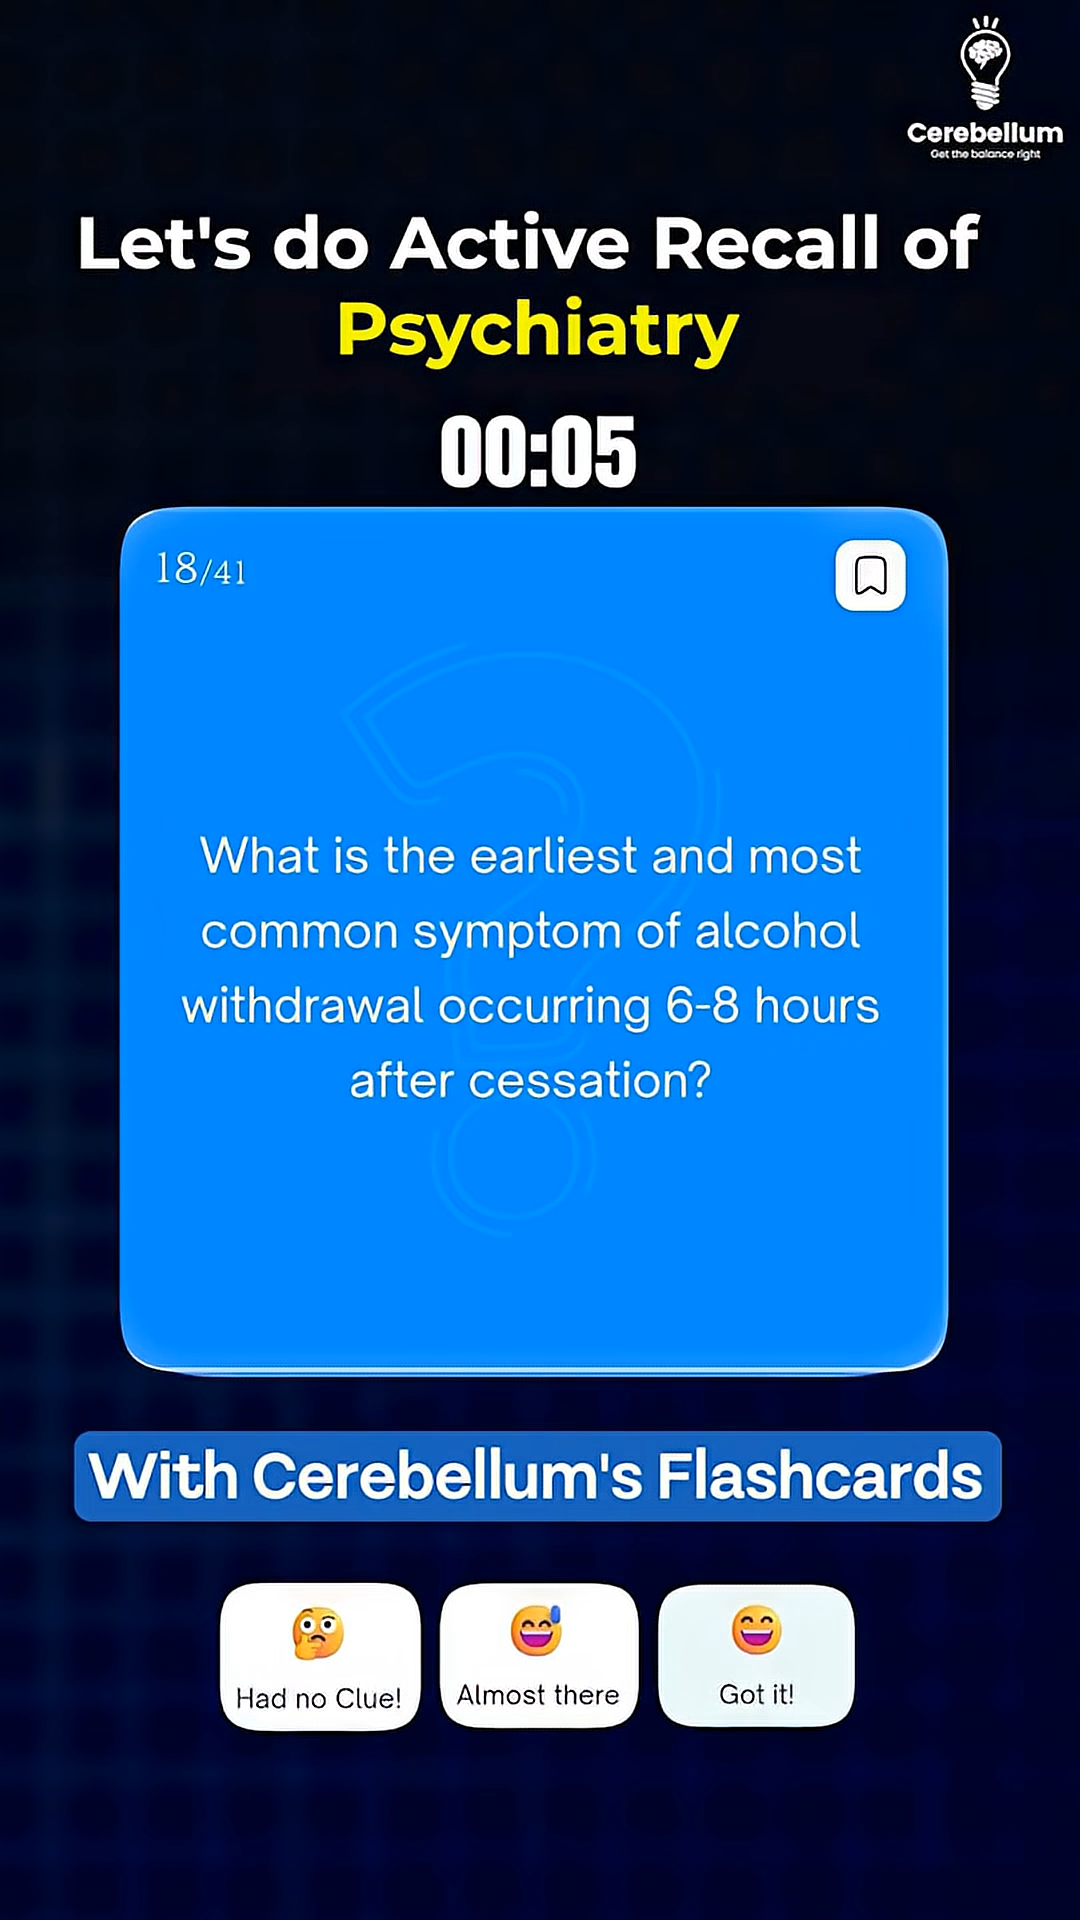 Cerebellum
Get the balance right
Let's do Active Recall of
Psychiatry
00:05
18/41
What is the earliest and most
common symptom of alcohol
withdrawal occurring 6-8 hours
after cessation?
With Cerebellum's Flashcards
Had no Clue!
Almost there
Got it!